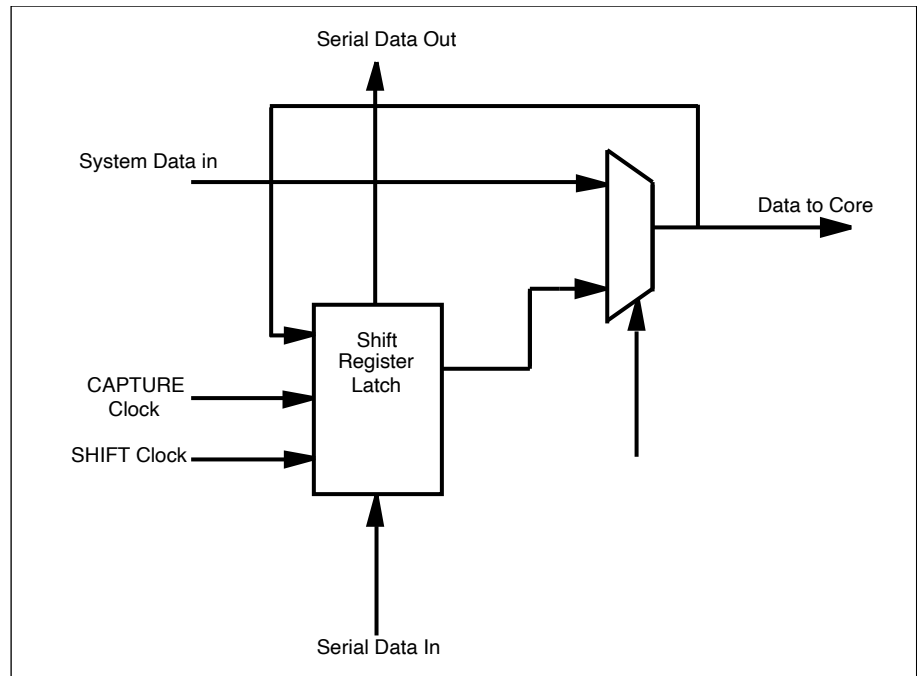 Serial Data Out
System Data in
Data to Core
Shift
Register
Latch
CAPTURE
Clock
SHIFT Clock
Serial Data In